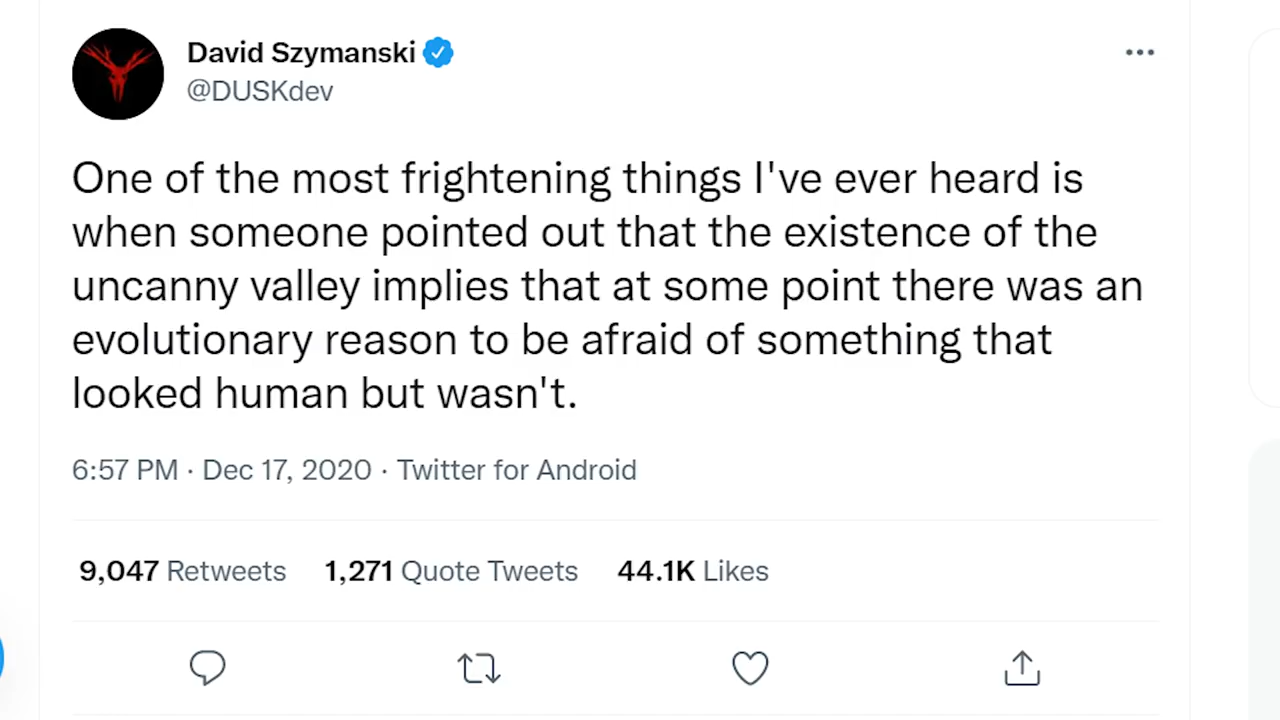 David Szymanski
@DUSKdev
One of the most frightening things I've ever heard is
when someone pointed out that the existence of the
uncanny valley implies that at some point there was an
evolutionary reason to be afraid of something that
looked human but wasn't.
6:57 PM · Dec 17, 2020 · Twitter for Android
9,047 Retweets 1,271 Quote Tweets 44.1K Likes